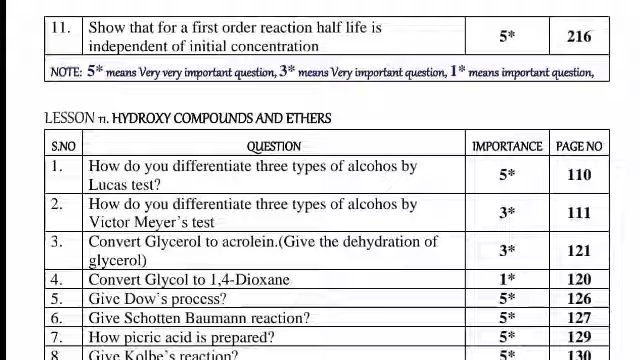 11. Show that for a first order reaction half life is
independent of initial concentration 5* 216
NOTE: 5* means Very very important question, 3* means Very important question, 1* means important question,
LESSON 11. HYDROXY COMPOUNDS AND ETHERS
S.NO QUESTION IMPORTANCE PAGE NO
1. How do you differentiate three types of alcohos by
Lucas test? 5* 110
2. How do you differentiate three types of alcohos by
Victor Meyer's test 3* 111
3. Convert Glycerol to acrolein.(Give the dehydration of
glycerol) 3* 121
4. Convert Glycol to 1,4-Dioxane 1* 120
5. Give Dow's process? 5* 126
6. Give Schotten Baumann reaction? 5* 127
7. How picric acid is prepared? 5* 129
8. Give Kolbe's reaction? 5* 130